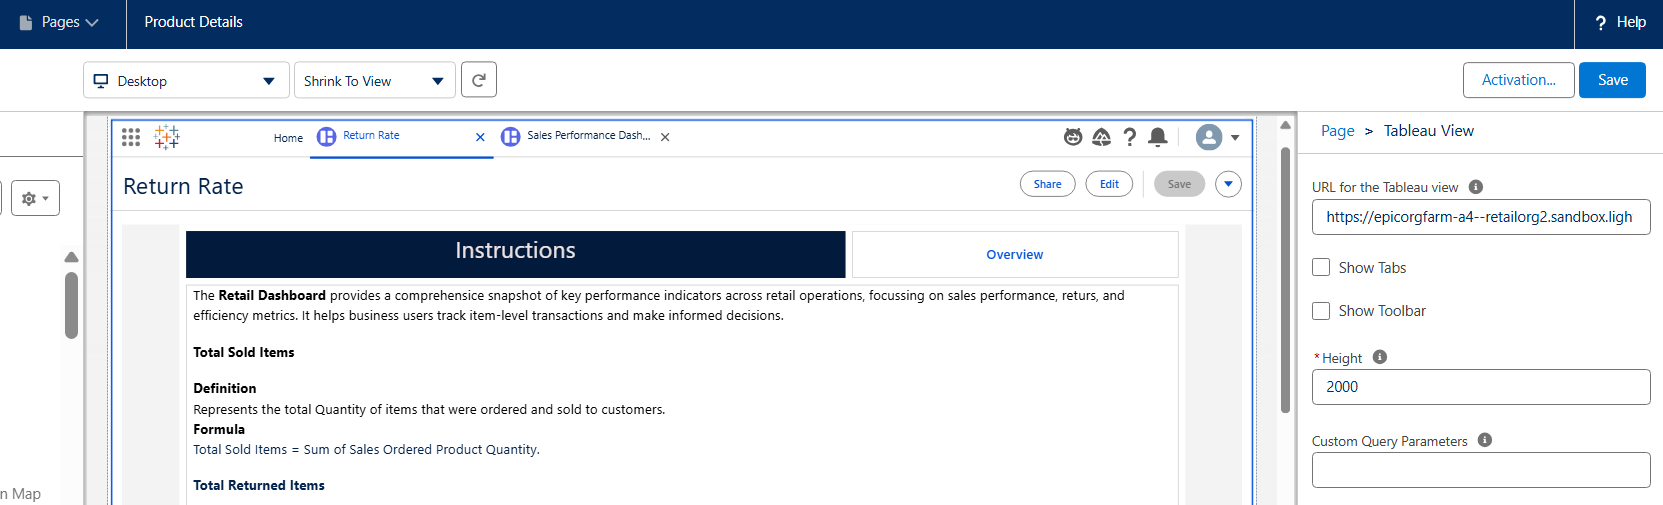 Pages
Product Details
? Help
Desktop
Shrink To View
Activation...
Save
Home
Return Rate
Sales Performance Dash...
Page > Tableau View
Return Rate
Share
Edit
Save
URL for the Tableau view
https://epicorgfarm-a4--retailorg2.sandbox.ligh
Instructions
Overview
Show Tabs
The Retail Dashboard provides a comprehensice snapshot of key performance indicators across retail operations, focussing on sales performance, returs, and
efficiency metrics. It helps business users track item-level transactions and make informed decisions.
Show Toolbar
Total Sold Items
*Height
2000
Definition
Represents the total Quantity of items that were ordered and sold to customers.
Formula
Total Sold Items = Sum of Sales Ordered Product Quantity.
Custom Query Parameters
Total Returned Items
n Map